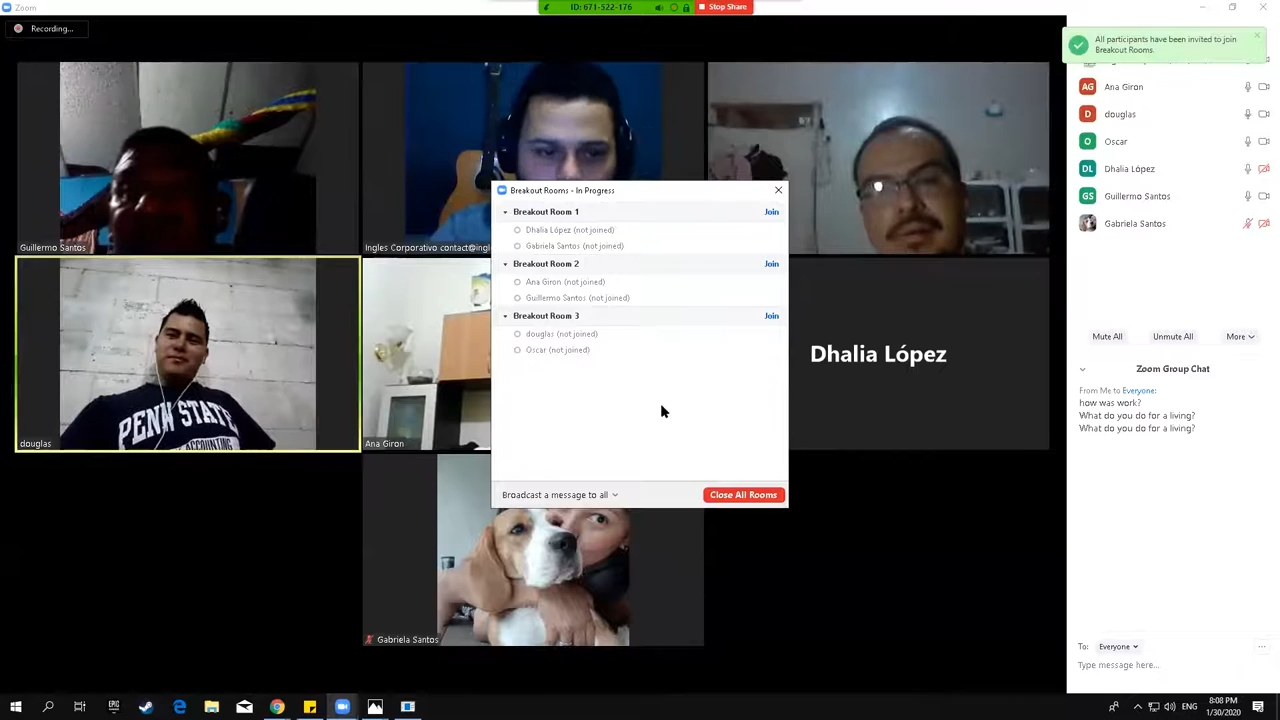 Zoom
ID: 671-522-176
Stop Share
Recording...
All participants have been invited to join
Breakout Rooms.
AG
Ana Giron
D
douglas
O
Oscar
DL
Dhalia López
GS
Guillermo Santos
Gabriela Santos
Mute All
Unmute All
More
Zoom Group Chat
From Me to Everyone:
how was work?
What do you do for a living?
What do you do for a living?
To: Everyone
Type message here...
Guillermo Santos
Ingles Corporativo contact@ingl
Breakout Rooms - In Progress
Breakout Room 1
Join
Dhalia López (not joined)
Gabriela Santos (not joined)
Breakout Room 2
Join
Ana Giron (not joined)
Guillermo Santos (not joined)
Breakout Room 3
Join
douglas (not joined)
Oscar (not joined)
Broadcast a message to all
Close All Rooms
PENN STATE
ACCOUNTING
douglas
Ana Giron
Dhalia López
Gabriela Santos
EPIC
ENG
8:08 PM
1/30/2020